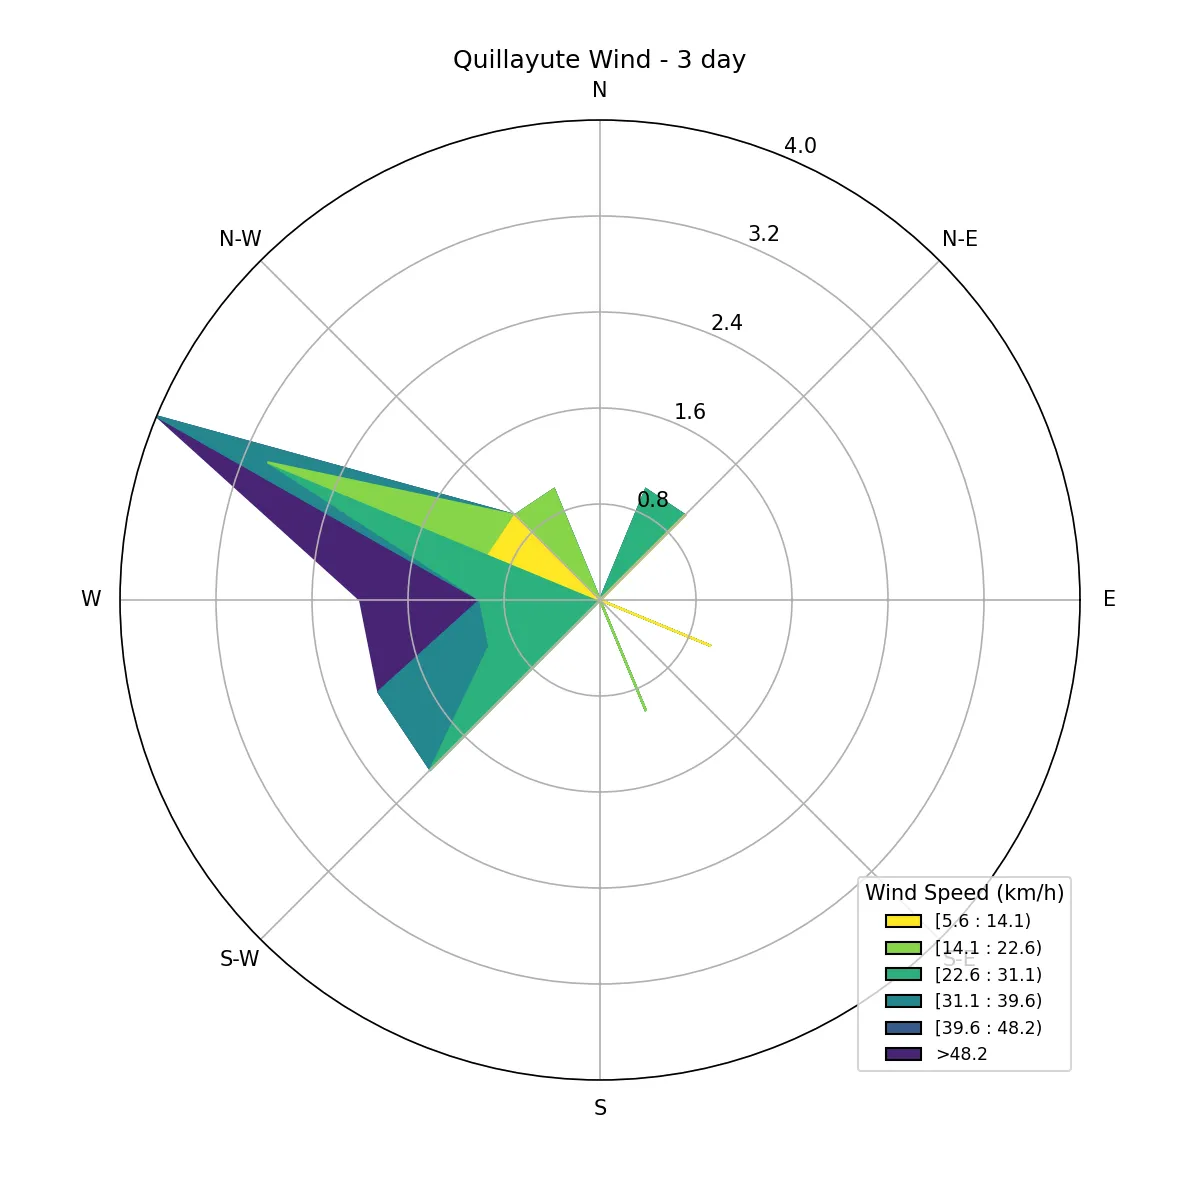 Quillayute Wind - 3 day
N
4.0
N-W
3.2
N-E
2.4
1.6
0.8
W
E
S-W
S-E
S
Wind Speed (km/h)
[5.6 : 14.1)
[14.1 : 22.6)
[22.6 : 31.1)
[31.1 : 39.6)
[39.6 : 48.2)
>48.2